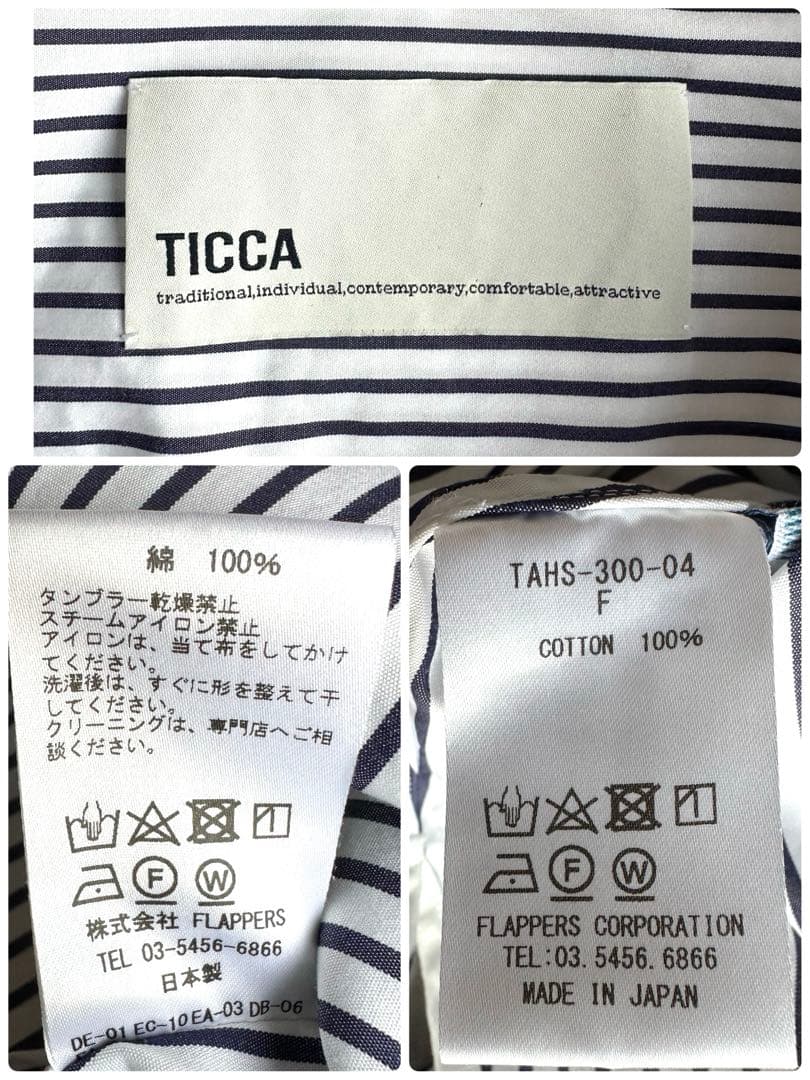 TICCA
traditional,individual,contemporary,comfortable,attractive
綿 100%
タンブラー乾燥禁止
スチームアイロン禁止
アイロンは、当て布をしてかけ
てください。
洗濯後は、すぐに形を整えて干
してください。
クリーニングは、専門店へご相
談ください。
F W
株式会社 FLAPPERS
TEL 03-5456-6866
日本製
DE-01 EC-10 EA-03 DB-06
TAHS-300-04
F
COTTON 100%
F W
FLAPPERS CORPORATION
TEL:03.5456.6866
MADE IN JAPAN